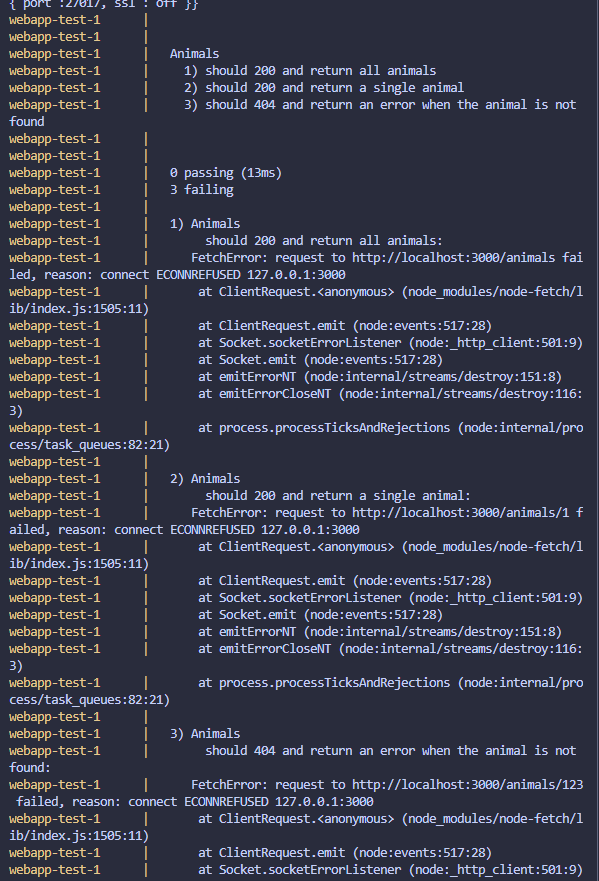 { port :27017, ssl : off }}
webapp-test-1 |
webapp-test-1 |
webapp-test-1 | Animals
webapp-test-1 | 1) should 200 and return all animals
webapp-test-1 | 2) should 200 and return a single animal
webapp-test-1 | 3) should 404 and return an error when the animal is not
found
webapp-test-1 |
webapp-test-1 |
webapp-test-1 | 0 passing (13ms)
webapp-test-1 | 3 failing
webapp-test-1 |
webapp-test-1 | 1) Animals
webapp-test-1 | should 200 and return all animals:
webapp-test-1 | FetchError: request to http://localhost:3000/animals fai
led, reason: connect ECONNREFUSED 127.0.0.1:3000
webapp-test-1 | at ClientRequest.<anonymous> (node_modules/node-fetch/l
ib/index.js:1505:11)
webapp-test-1 | at ClientRequest.emit (node:events:517:28)
webapp-test-1 | at Socket.socketErrorListener (node:_http_client:501:9)
webapp-test-1 | at Socket.emit (node:events:517:28)
webapp-test-1 | at emitErrorNT (node:internal/streams/destroy:151:8)
webapp-test-1 | at emitErrorCloseNT (node:internal/streams/destroy:116:
3)
webapp-test-1 | at process.processTicksAndRejections (node:internal/pro
cess/task_queues:82:21)
webapp-test-1 |
webapp-test-1 | 2) Animals
webapp-test-1 | should 200 and return a single animal:
webapp-test-1 | FetchError: request to http://localhost:3000/animals/1 f
ailed, reason: connect ECONNREFUSED 127.0.0.1:3000
webapp-test-1 | at ClientRequest.<anonymous> (node_modules/node-fetch/l
ib/index.js:1505:11)
webapp-test-1 | at ClientRequest.emit (node:events:517:28)
webapp-test-1 | at Socket.socketErrorListener (node:_http_client:501:9)
webapp-test-1 | at Socket.emit (node:events:517:28)
webapp-test-1 | at emitErrorNT (node:internal/streams/destroy:151:8)
webapp-test-1 | at emitErrorCloseNT (node:internal/streams/destroy:116:
3)
webapp-test-1 | at process.processTicksAndRejections (node:internal/pro
cess/task_queues:82:21)
webapp-test-1 |
webapp-test-1 | 3) Animals
webapp-test-1 | should 404 and return an error when the animal is not
found:
webapp-test-1 | FetchError: request to http://localhost:3000/animals/123
failed, reason: connect ECONNREFUSED 127.0.0.1:3000
webapp-test-1 | at ClientRequest.<anonymous> (node_modules/node-fetch/l
ib/index.js:1505:11)
webapp-test-1 | at ClientRequest.emit (node:events:517:28)
webapp-test-1 | at Socket.socketErrorListener (node:_http_client:501:9)